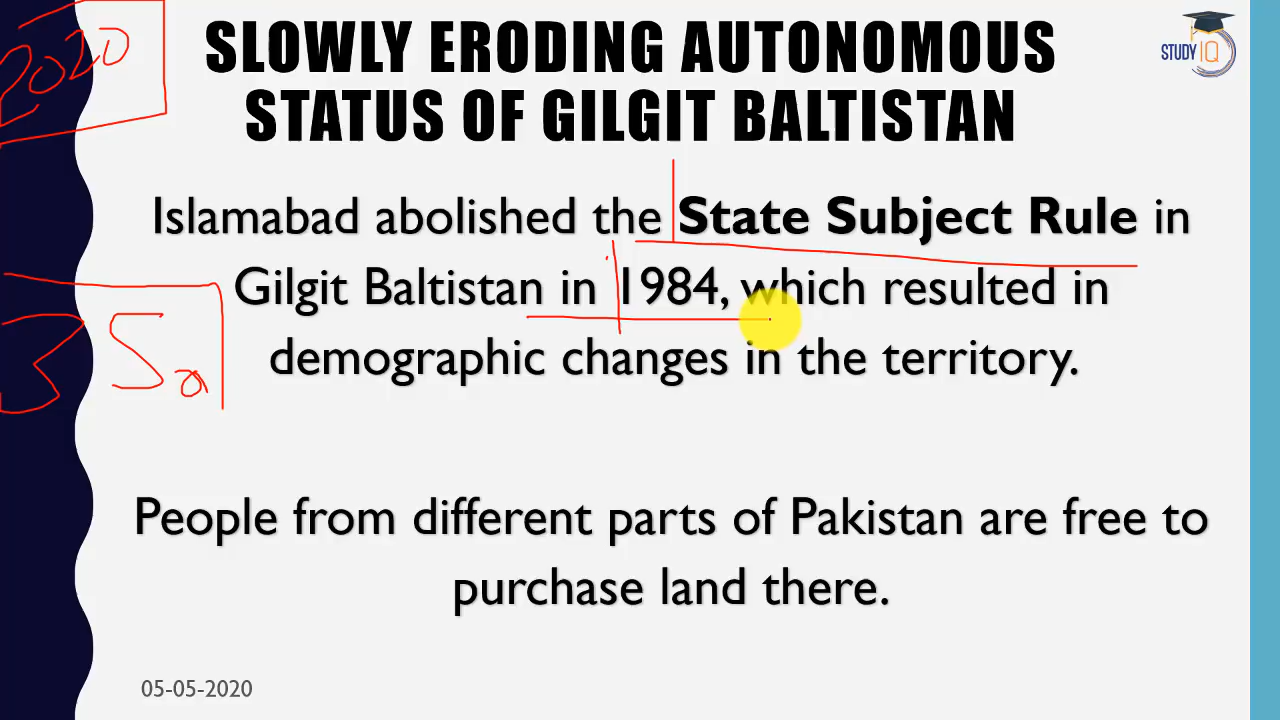 2020
SLOWLY ERODING AUTONOMOUS
STUDY IQ
STATUS OF GILGIT BALTISTAN
Islamabad abolished the State Subject Rule in
Gilgit Baltistan in 1984, which resulted in
35a
demographic changes in the territory.
People from different parts of Pakistan are free to
purchase land there.
05-05-2020